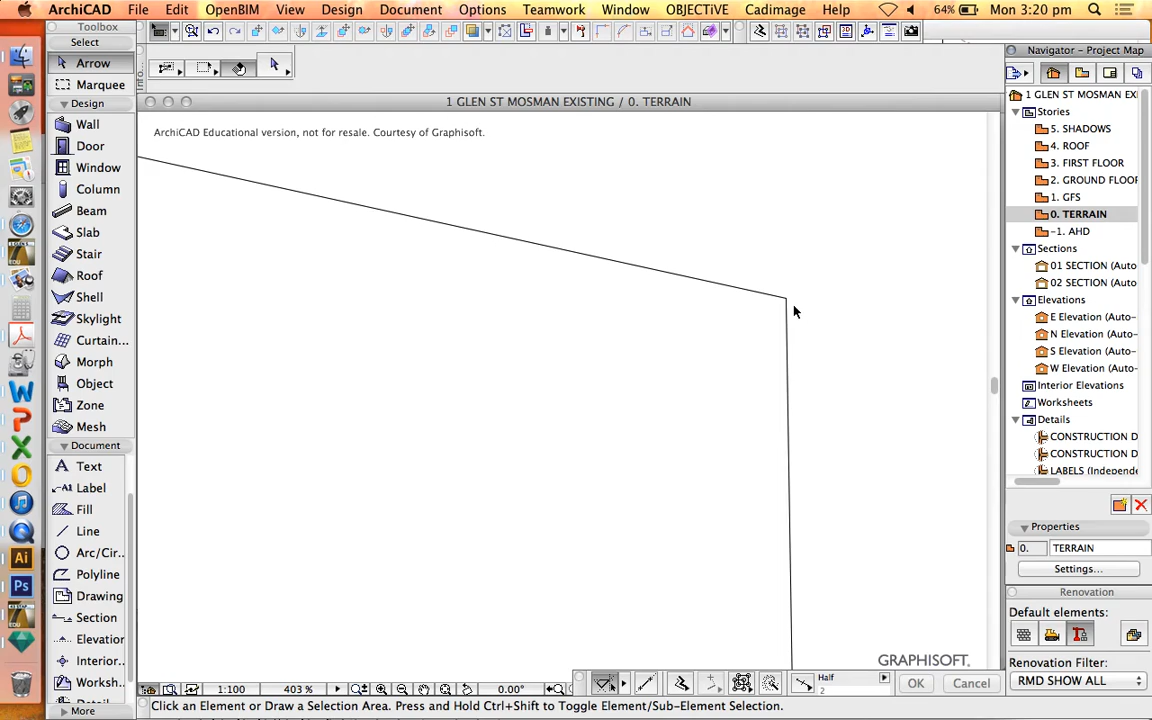 ArchiCAD File Edit OpenBIM View Design Document Options Teamwork Window OBJECTiVE Cadimage Help 64% Mon 3:20 pm
Toolbox
Select
Arrow
Marquee
Design
Wall
Door
Window
Column
Beam
Slab
Stair
Roof
Shell
Skylight
Curtain...
Morph
Object
Zone
Mesh
Document
Text
A1 Label
Fill
Line
Arc/Cir...
Polyline
Drawing
Section
Elevation
Interior...
Worksh...
More
1 GLEN ST MOSMAN EXISTING / 0. TERRAIN
ArchiCAD Educational version, not for resale. Courtesy of Graphisoft.
GRAPHISOFT.
1:100 403 % 0.00° Half 2 OK Cancel
Click an Element or Draw a Selection Area. Press and Hold Ctrl+Shift to Toggle Element/Sub-Element Selection.
Navigator - Project Map
1 GLEN ST MOSMAN EX
Stories
5. SHADOWS
4. ROOF
3. FIRST FLOOR
2. GROUND FLOOR
1. GFS
0. TERRAIN
-1. AHD
Sections
01 SECTION (Auto
02 SECTION (Auto
Elevations
E Elevation (Auto-
N Elevation (Auto-
S Elevation (Auto-
W Elevation (Auto-
Interior Elevations
Worksheets
Details
CONSTRUCTION D
CONSTRUCTION D
LABELS (Independe
Properties
0. TERRAIN
Settings...
Renovation
Default elements:
Renovation Filter:
RMD SHOW ALL